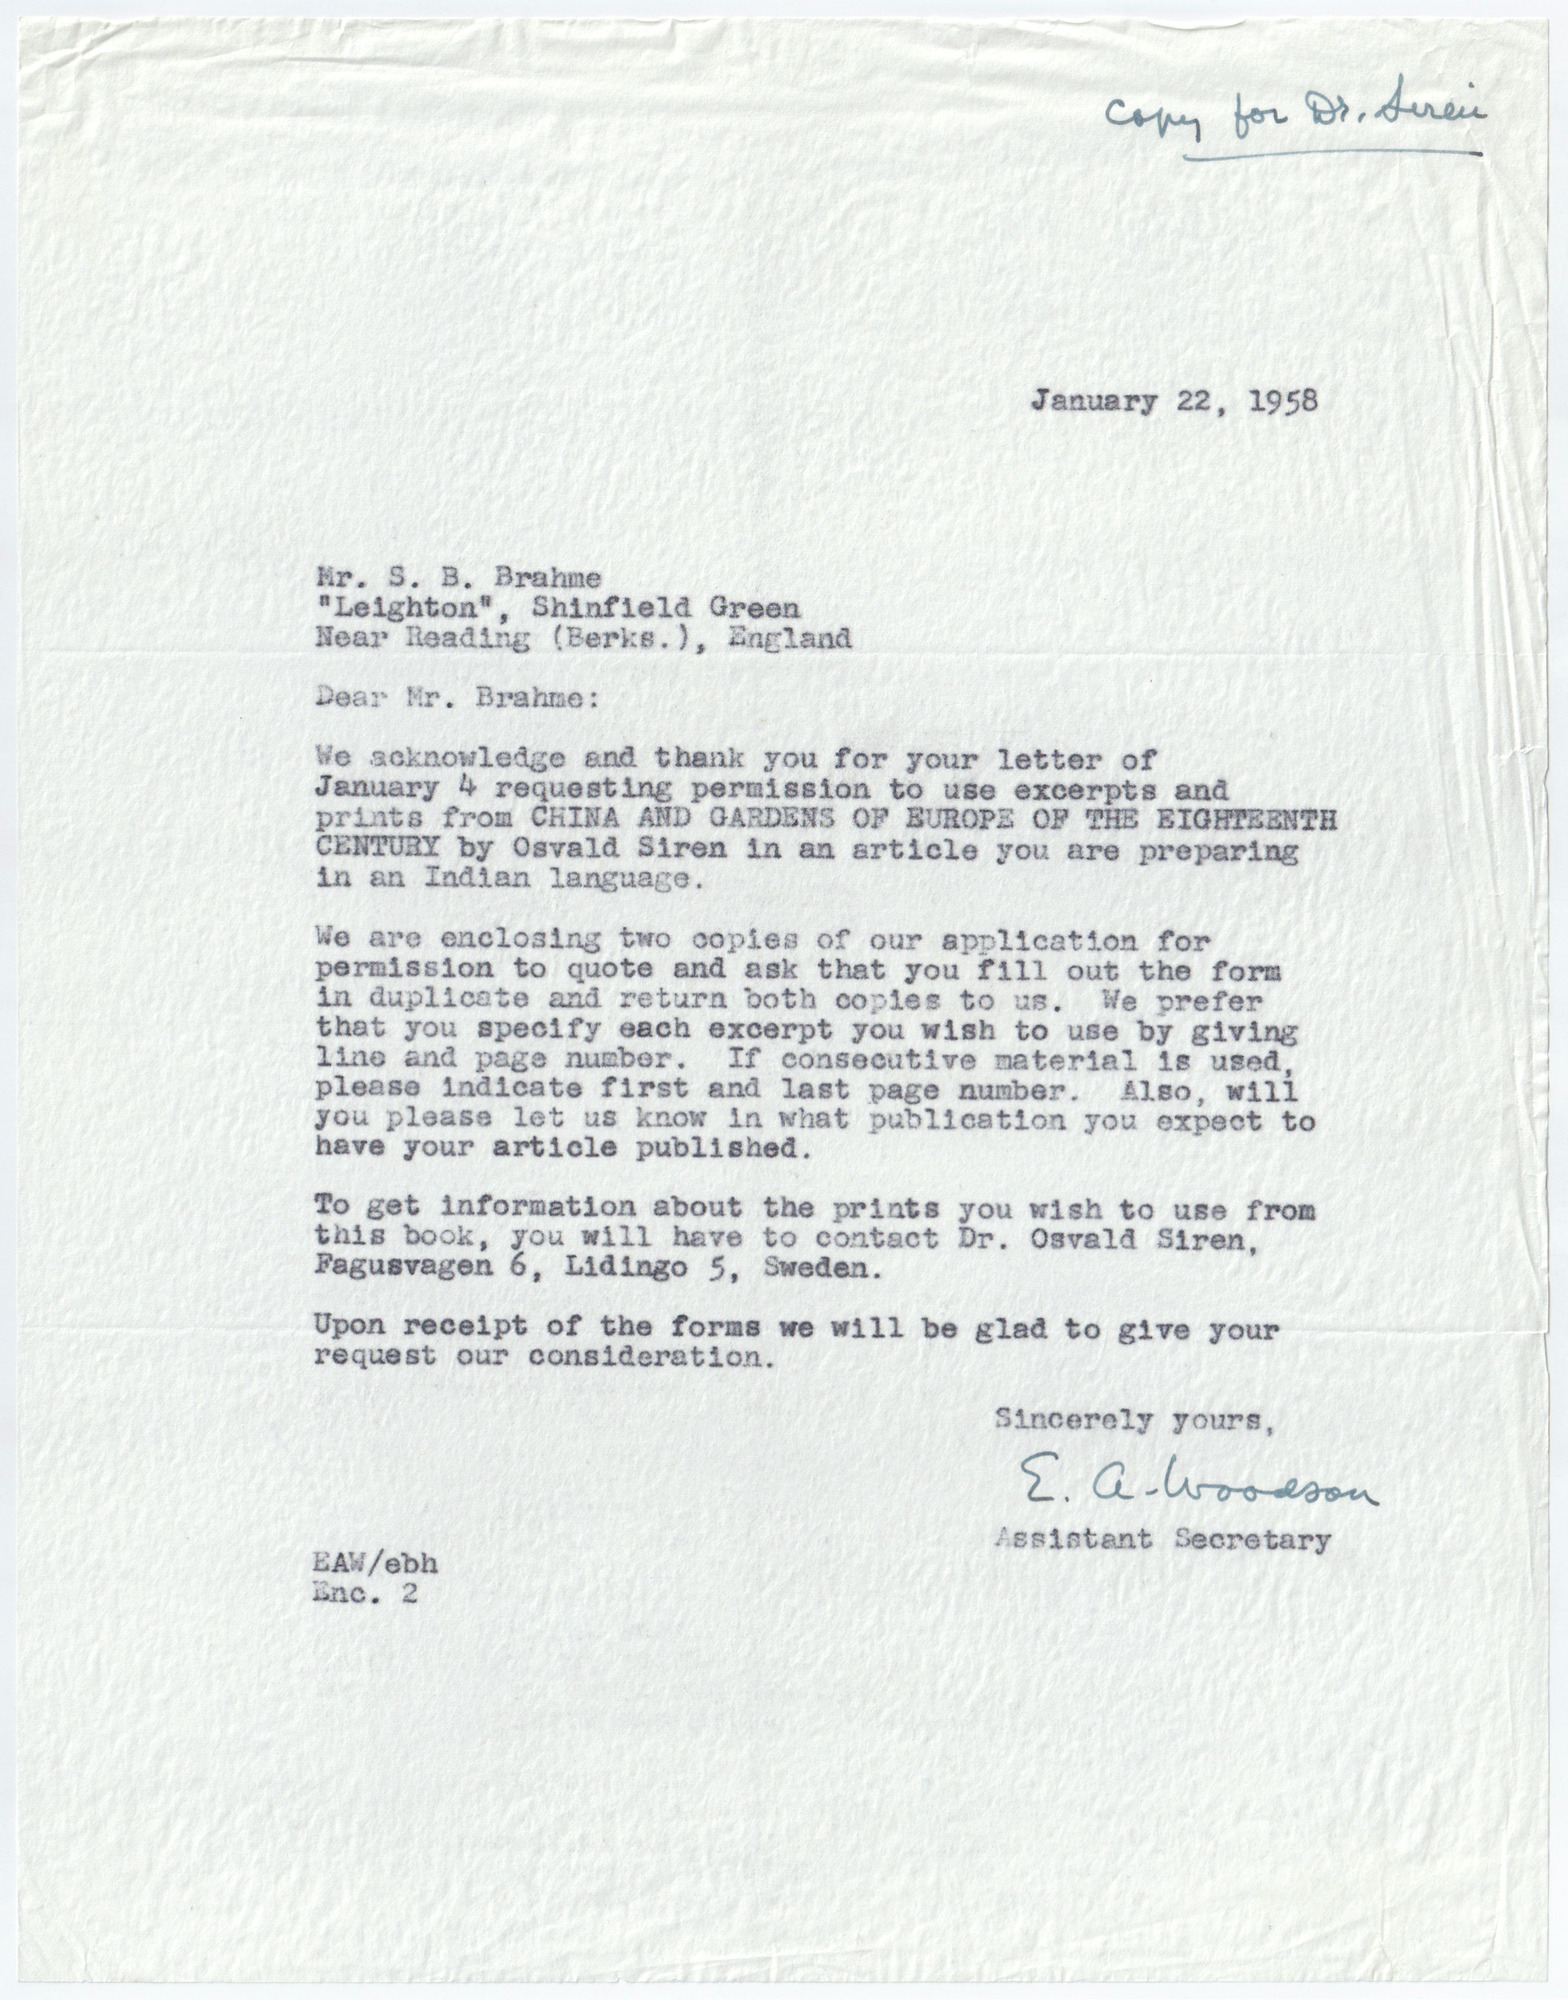 Copy for Dr. Siren
January 22, 1958
Mr. S. B. Brahme
"Leighton", Shinfield Green
Near Reading (Berks.), England
Dear Mr. Brahme:
We acknowledge and thank you for your letter of
January 4 requesting permission to use excerpts and
prints from CHINA AND GARDENS OF EUROPE OF THE EIGHTEENTH
CENTURY by Osvald Siren in an article you are preparing
in an Indian language.
We are enclosing two copies of our application for
permission to quote and ask that you fill out the form
in duplicate and return both copies to us.  We prefer
that you specify each excerpt you wish to use by giving
line and page number.  If consecutive material is used,
please indicate first and last page number.  Also, will
you please let us know in what publication you expect to
have your article published.
To get information about the prints you wish to use from
this book, you will have to contact Dr. Osvald Siren,
Fagusvagen 6, Lidingo 5, Sweden.
Upon receipt of the forms we will be glad to give your
request our consideration.
Sincerely yours,
E. A. Woodson
Assistant Secretary
EAW/ebh
Enc. 2